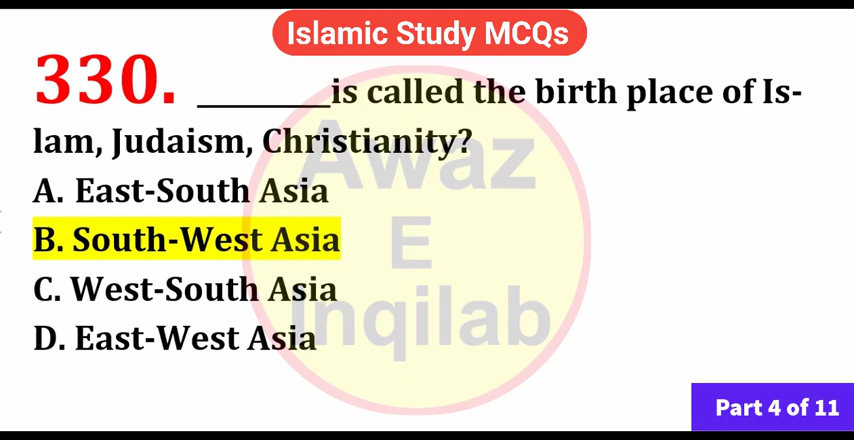 Islamic Study MCQs
330. ________is called the birth place of Is-
lam, Judaism, Christianity?
A. East-South Asia
B. South-West Asia
C. West-South Asia
D. East-West Asia
Awaz
E
Inqilab
Part 4 of 11